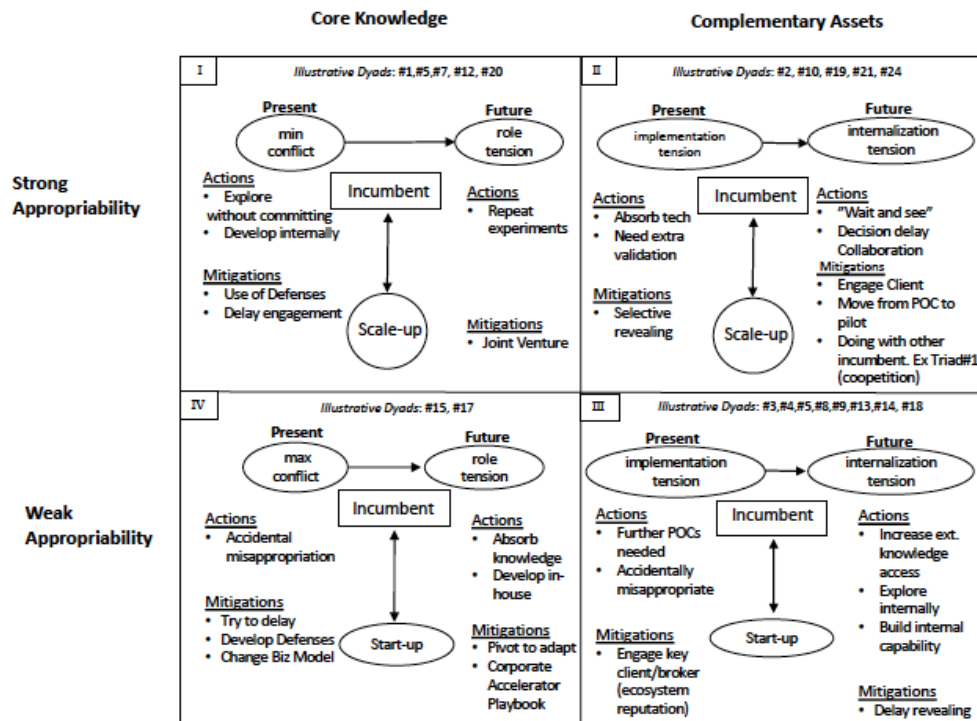 Core Knowledge
Complementary Assets
Strong
Appropriability
Weak
Appropriability
I
Illustrative Dyads: #1,#5,#7, #12, #20
Present
Future
min
conflict
role
tension
Incumbent
Actions
• Explore
without committing
• Develop internally
Mitigations
• Use of Defenses
• Delay engagement
Actions
• Repeat
experiments
Scale-up
Mitigations
• Joint Venture
II
Illustrative Dyads: #2, #10, #19, #21, #24
Present
Future
implementation
tension
internalization
tension
Incumbent
Actions
• Absorb tech
• Need extra
validation
Mitigations
• Selective
revealing
Scale-up
Actions
• "Wait and see"
• Decision delay
Collaboration
Mitigations
• Engage Client
• Move from POC to
pilot
• Doing with other
incumbent. Ex Triad#1
(coopetition)
IV
Illustrative Dyads: #15, #17
Present
Future
max
conflict
role
tension
Incumbent
Actions
• Accidental
misappropriation
Mitigations
• Try to delay
• Develop Defenses
• Change Biz Model
Start-up
Actions
• Absorb
knowledge
• Develop in-
house
Mitigations
• Pivot to adapt
• Corporate
Accelerator
Playbook
III
Illustrative Dyads: #3,#4,#5,#8,#9,#13,#14, #18
Present
Future
implementation
tension
internalization
tension
Incumbent
Actions
• Further POCs
needed
• Accidentally
misappropriate
Mitigations
• Engage key
client/broker
(ecosystem
reputation)
Start-up
Actions
• Increase ext.
knowledge
access
• Explore
internally
• Build internal
capability
Mitigations
• Delay revealing